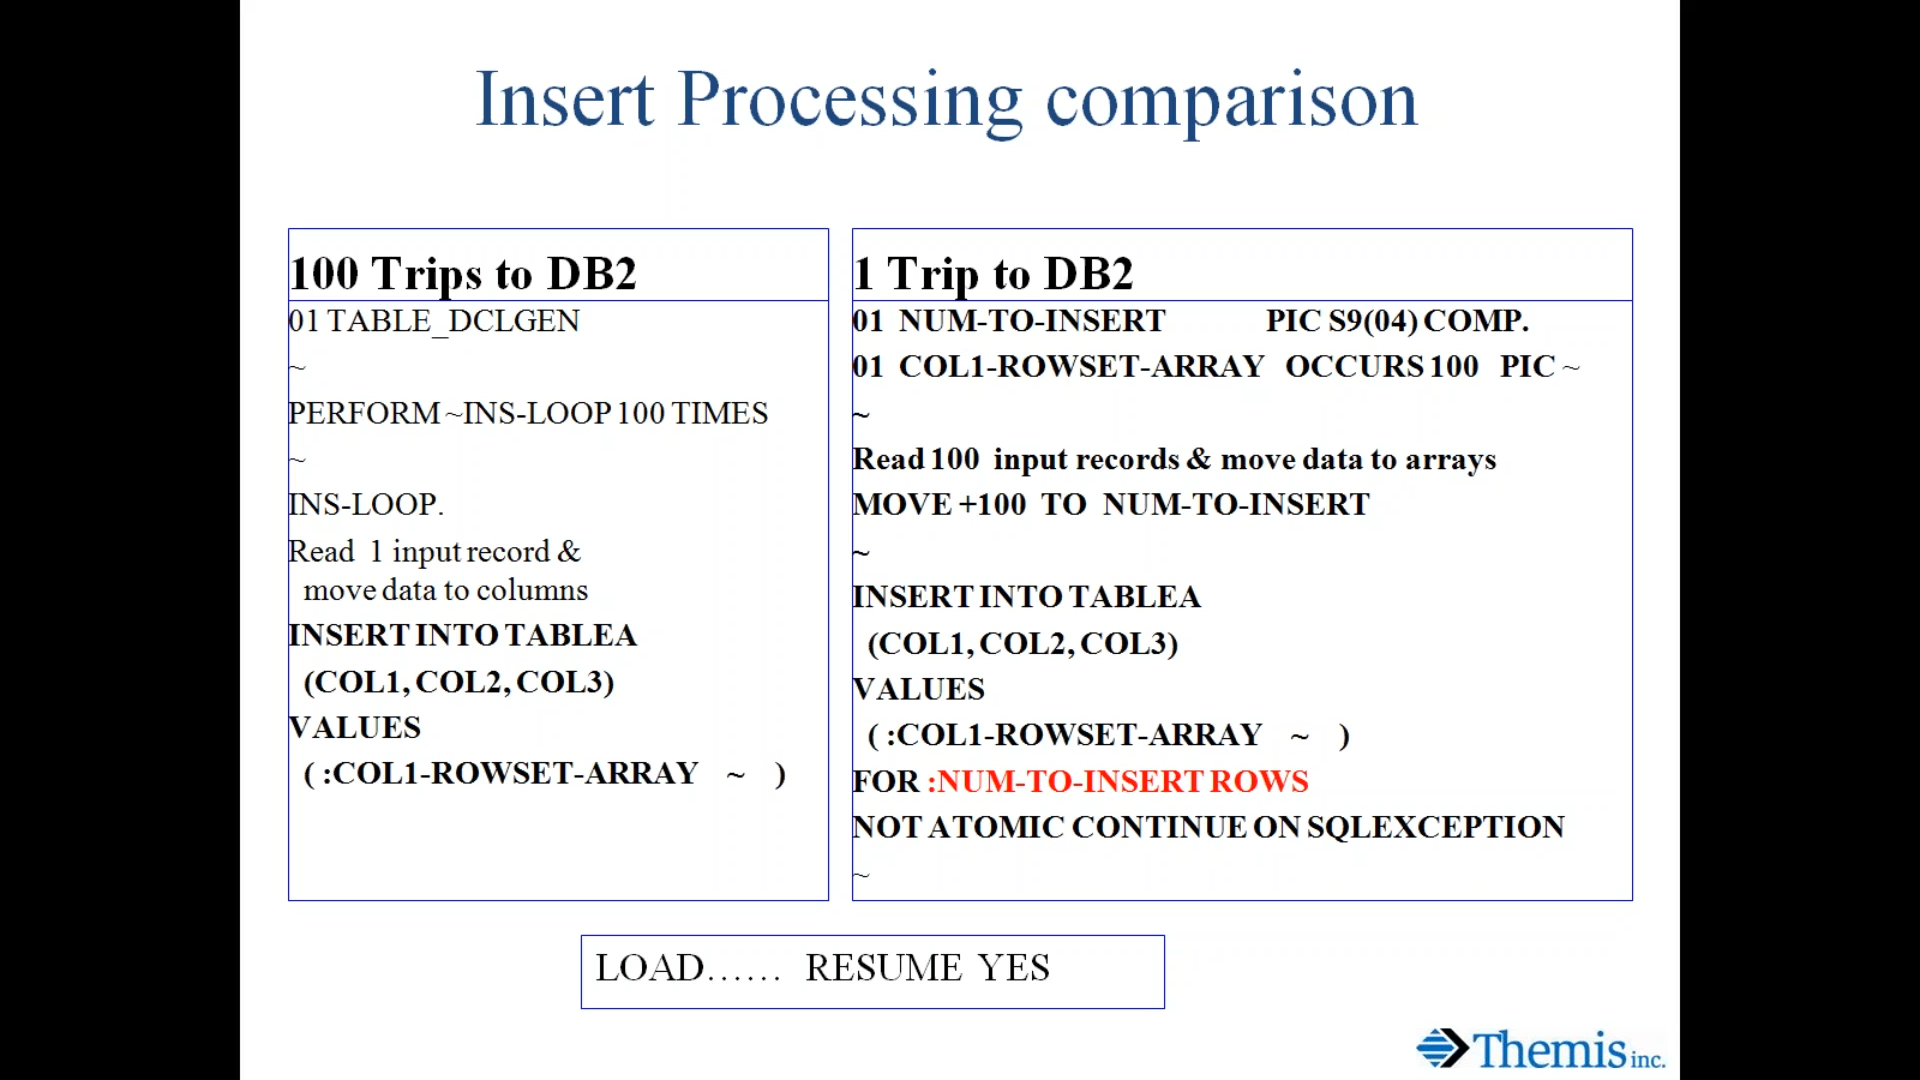 Insert Processing comparison
100 Trips to DB2
01 TABLE_DCLGEN
~
PERFORM ~INS-LOOP 100 TIMES
~
INS-LOOP.
Read 1 input record &
move data to columns
INSERT INTO TABLEA
(COL1, COL2, COL3)
VALUES
( :COL1-ROWSET-ARRAY ~ )
1 Trip to DB2
01 NUM-TO-INSERT PIC S9(04) COMP.
01 COL1-ROWSET-ARRAY OCCURS 100 PIC ~
~
Read 100 input records & move data to arrays
MOVE +100 TO NUM-TO-INSERT
~
INSERT INTO TABLEA
(COL1, COL2, COL3)
VALUES
( :COL1-ROWSET-ARRAY ~ )
FOR :NUM-TO-INSERT ROWS
NOT ATOMIC CONTINUE ON SQLEXCEPTION
~
LOAD…… RESUME YES
Themis inc.